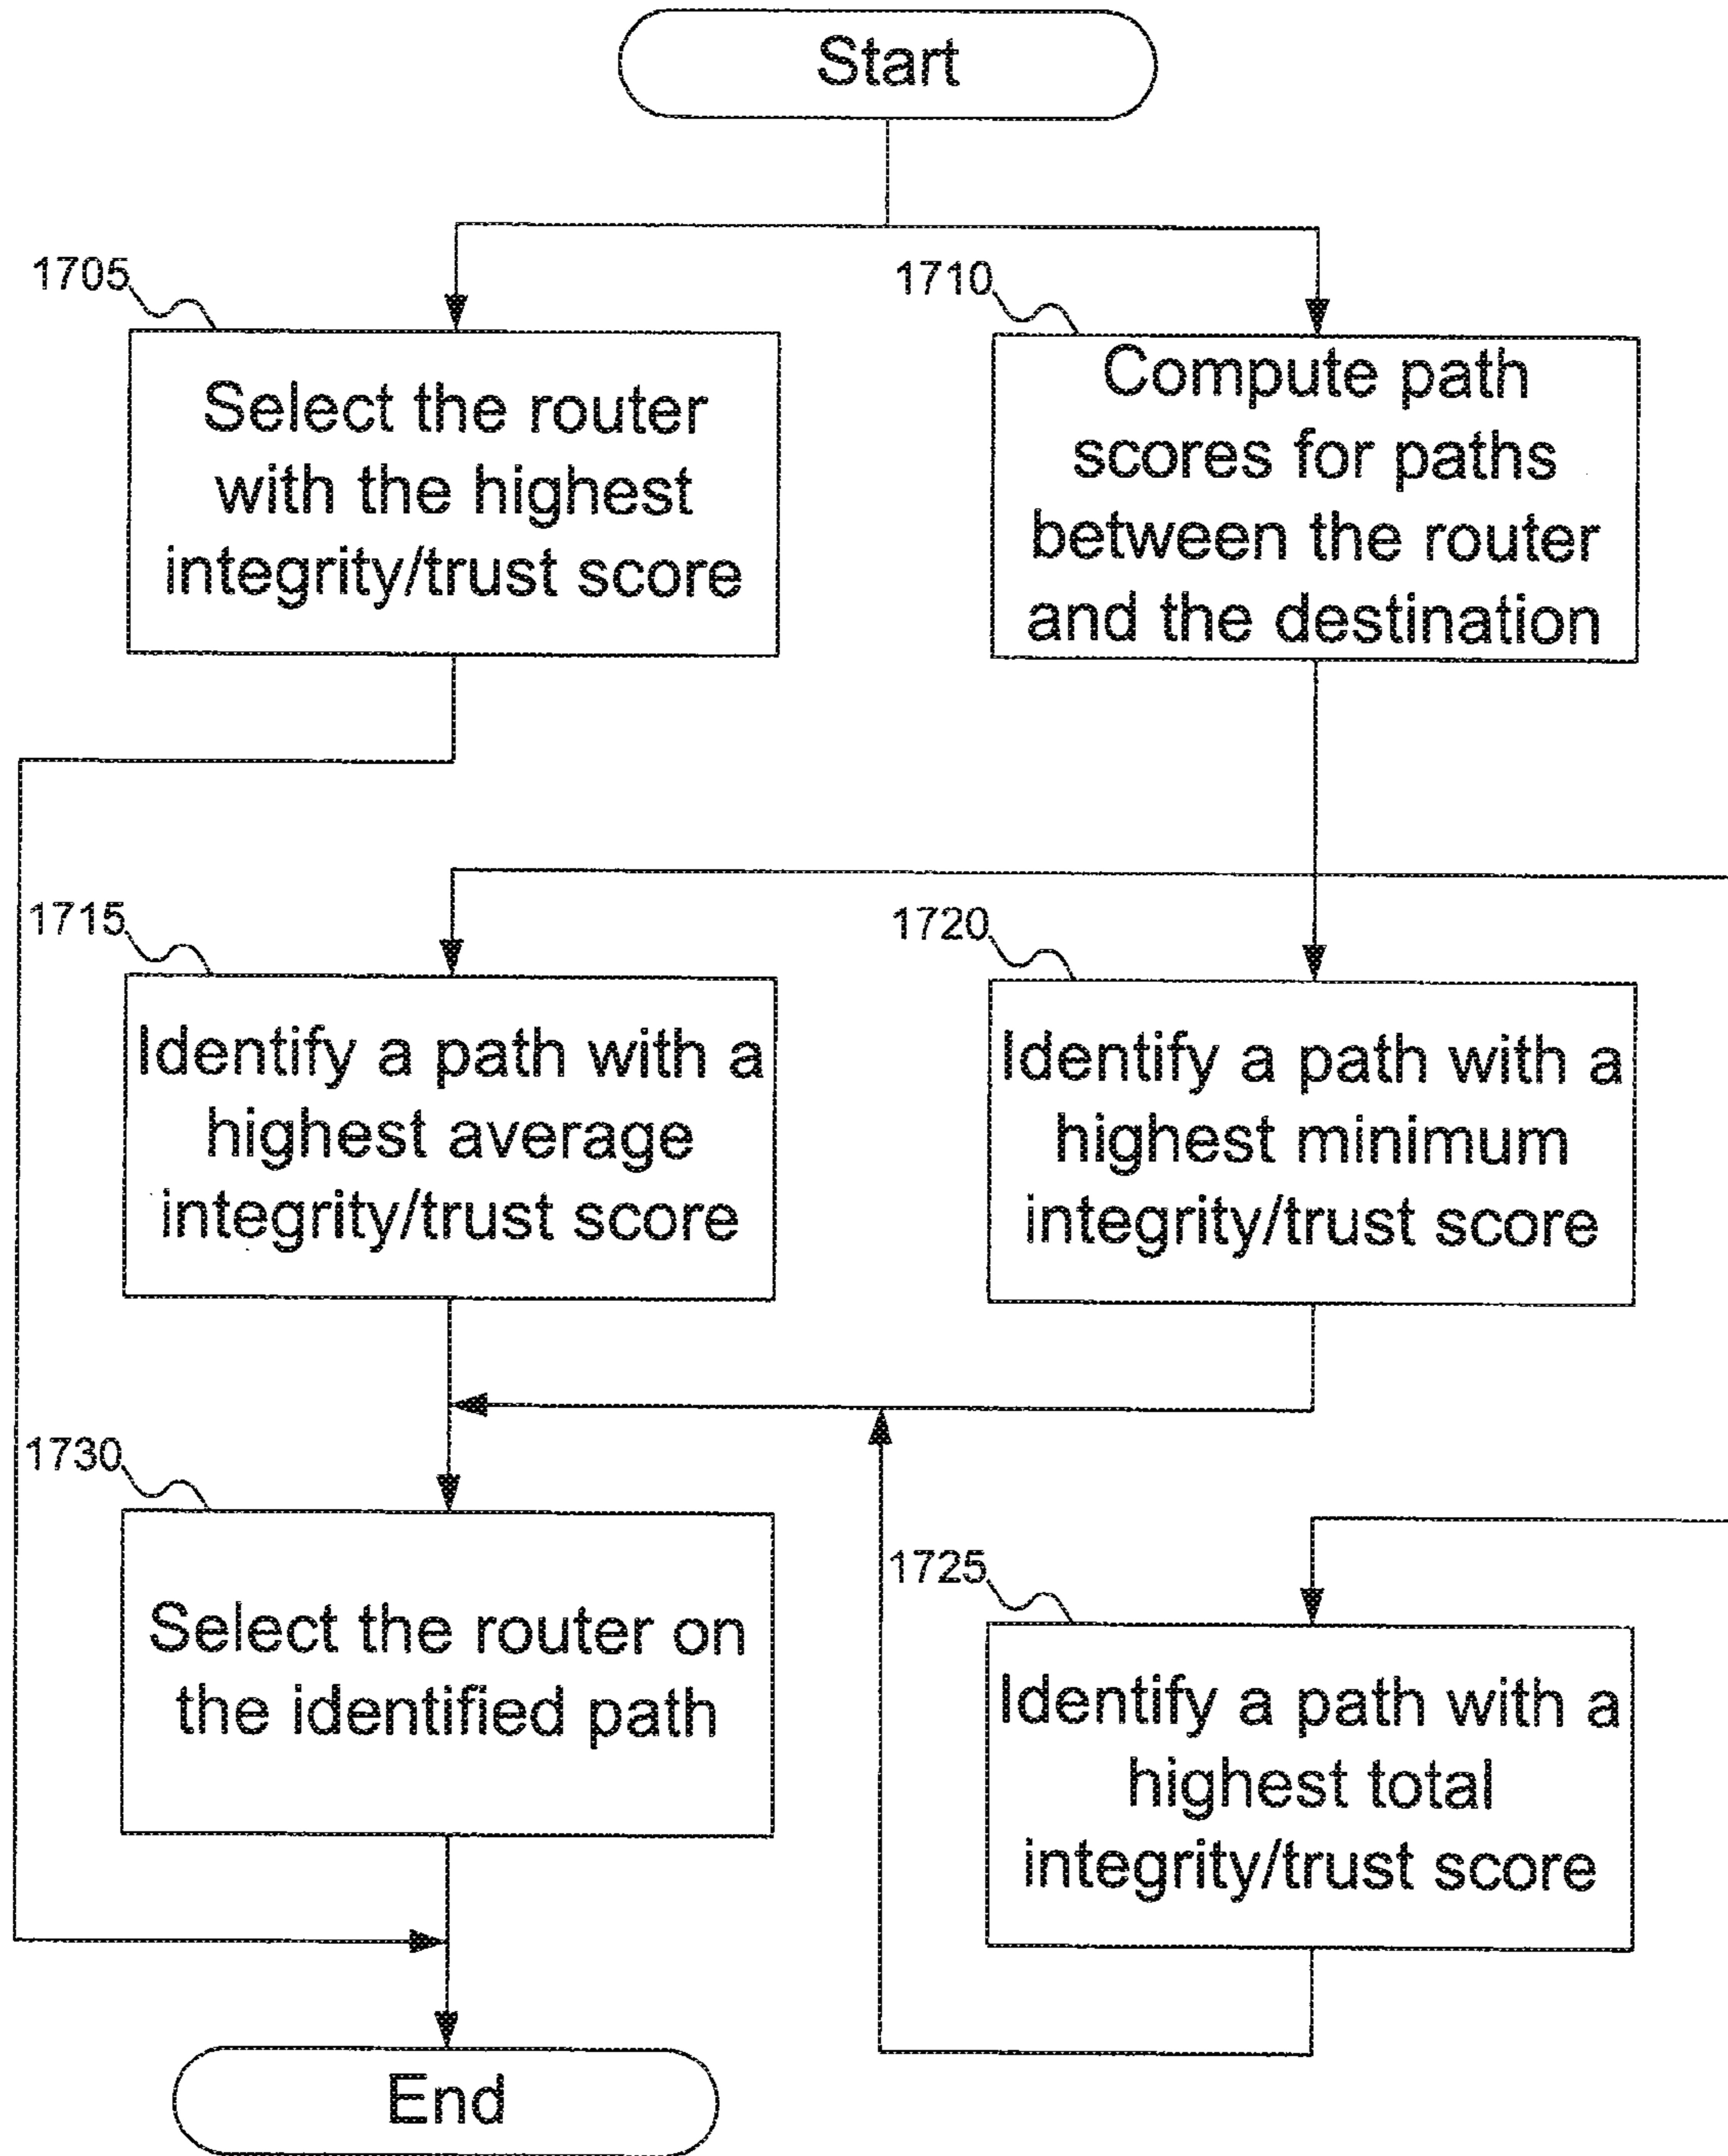 Start
1705
Select the router
with the highest
integrity/trust score
1710
Compute path
scores for paths
between the router
and the destination
1715
Identify a path with a
highest average
integrity/trust score
1720
Identify a path with a
highest minimum
integrity/trust score
1730
Select the router on
the identified path
1725
Identify a path with a
highest total
integrity/trust score
End